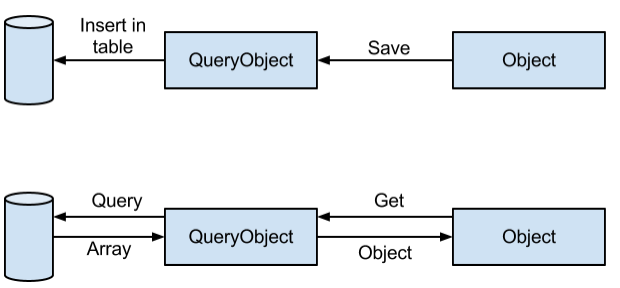 Insert in
table
QueryObject
Save
Object
Query
Array
QueryObject
Get
Object
Object